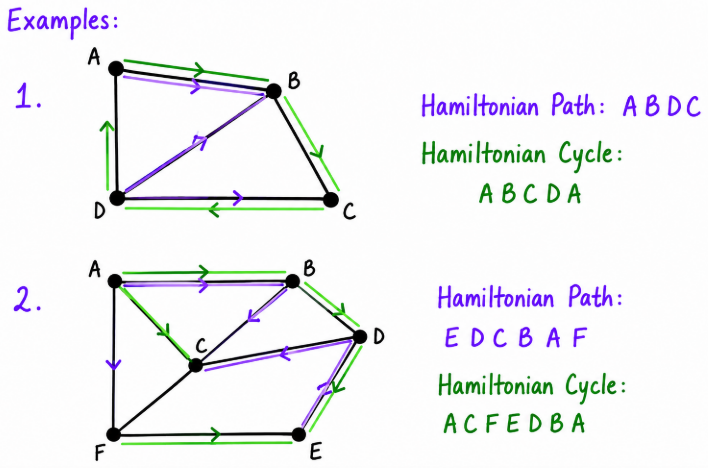 Examples:
1.
A
B
D
C
Hamiltonian Path: A B D C
Hamiltonian Cycle:
A B C D A
2.
A
B
C
D
F
E
Hamiltonian Path:
E D C B A F
Hamiltonian Cycle:
A C F E D B A